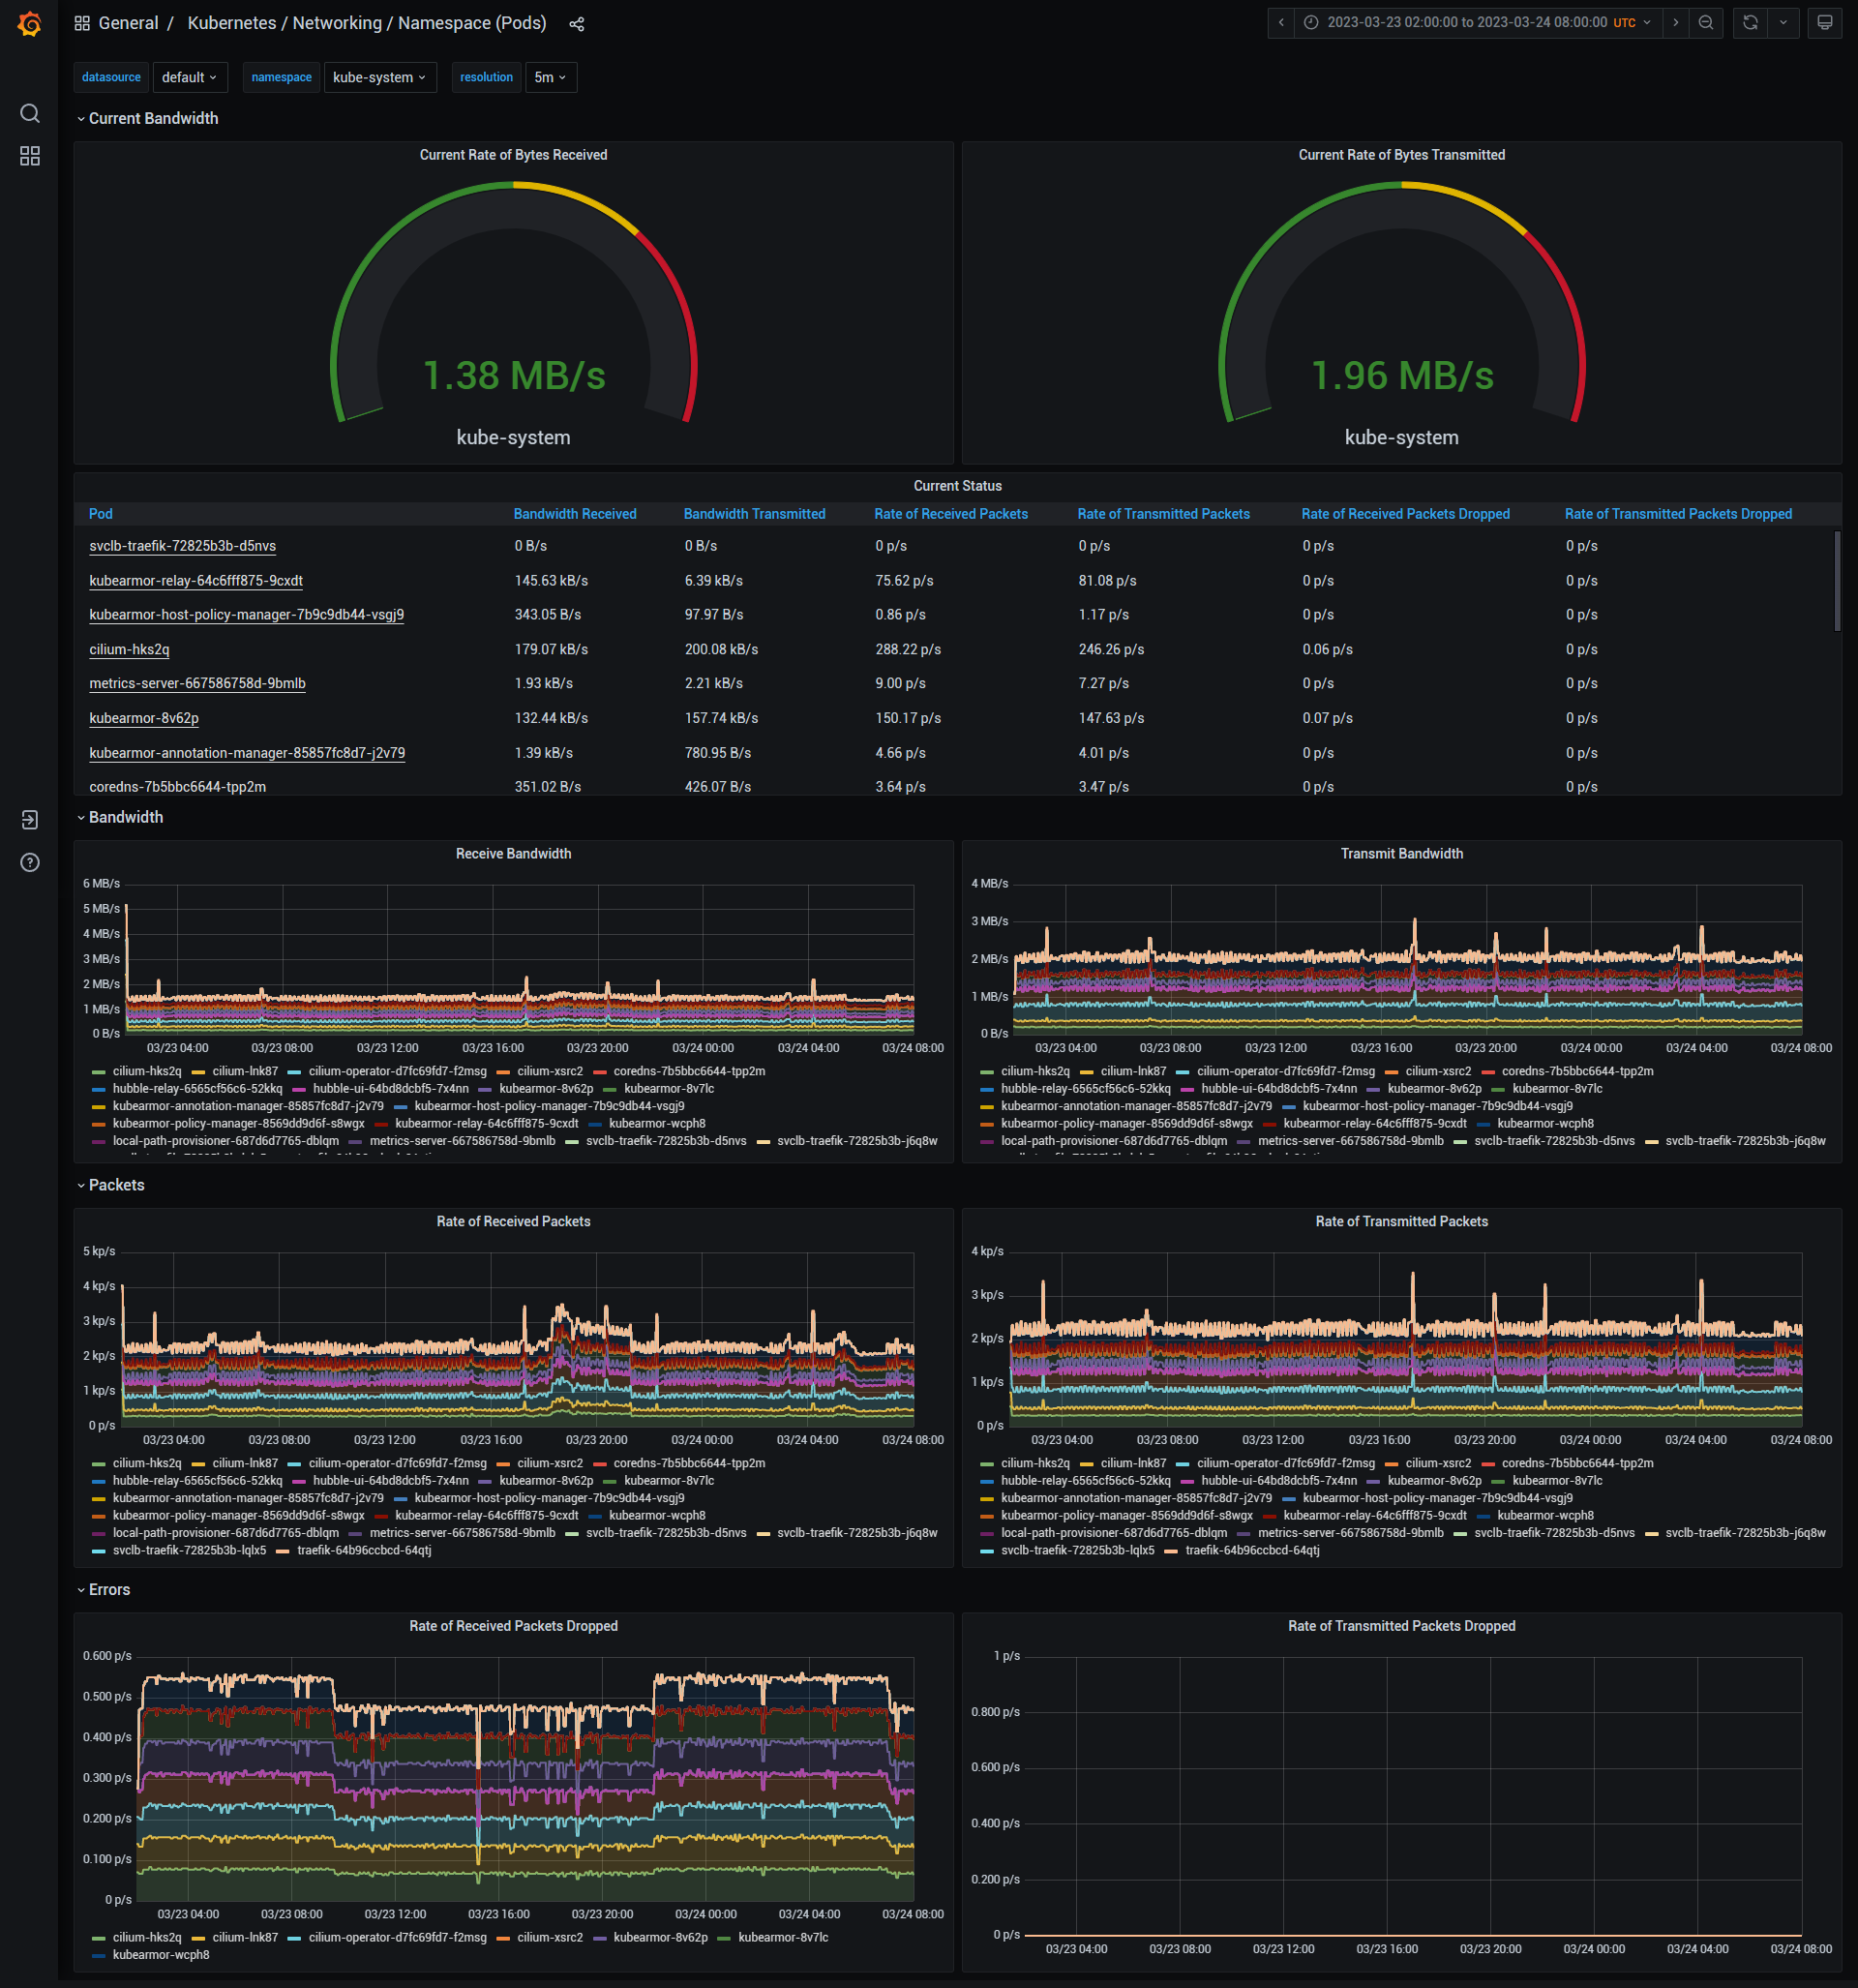 General / Kubernetes / Networking / Namespace (Pods)
2023-03-23 02:00:00 to 2023-03-24 08:00:00 UTC
datasource default namespace kube-system resolution 5m
Current Bandwidth
Current Rate of Bytes Received
1.38 MB/s
kube-system
Current Rate of Bytes Transmitted
1.96 MB/s
kube-system
Current Status
Pod Bandwidth Received Bandwidth Transmitted Rate of Received Packets Rate of Transmitted Packets Rate of Received Packets Dropped Rate of Transmitted Packets Dropped
svclb-traefik-72825b3b-d5nvs 0 B/s 0 B/s 0 p/s 0 p/s 0 p/s 0 p/s
kubearmor-relay-64c6fff875-9cxdt 145.63 kB/s 6.39 kB/s 75.62 p/s 81.08 p/s 0 p/s 0 p/s
kubearmor-host-policy-manager-7b9c9db44-vsgj9 343.05 B/s 97.97 B/s 0.86 p/s 1.17 p/s 0 p/s 0 p/s
cilium-hks2q 179.07 kB/s 200.08 kB/s 288.22 p/s 246.26 p/s 0.06 p/s 0 p/s
metrics-server-667586758d-9bmlb 1.93 kB/s 2.21 kB/s 9.00 p/s 7.27 p/s 0 p/s 0 p/s
kubearmor-8v62p 132.44 kB/s 157.74 kB/s 150.17 p/s 147.63 p/s 0.07 p/s 0 p/s
kubearmor-annotation-manager-85857fc8d7-j2v79 1.39 kB/s 780.95 B/s 4.66 p/s 4.01 p/s 0 p/s 0 p/s
coredns-7b5bbc6644-tpp2m 351.02 B/s 426.07 B/s 3.64 p/s 3.47 p/s 0 p/s 0 p/s
Bandwidth
Receive Bandwidth
6 MB/s
5 MB/s
4 MB/s
3 MB/s
2 MB/s
1 MB/s
0 B/s
03/23 04:00 03/23 08:00 03/23 12:00 03/23 16:00 03/23 20:00 03/24 00:00 03/24 04:00 03/24 08:00
cilium-hks2q cilium-lnk87 cilium-operator-d7fc69fd7-f2msg cilium-xsrc2 coredns-7b5bbc6644-tpp2m
hubble-relay-6565cf56c6-52kkq hubble-ui-64bd8dcbf5-7x4nn kubearmor-8v62p kubearmor-8v7lc
kubearmor-annotation-manager-85857fc8d7-j2v79 kubearmor-host-policy-manager-7b9c9db44-vsgj9
kubearmor-policy-manager-8569dd9d6f-s8wgx kubearmor-relay-64c6fff875-9cxdt kubearmor-wcph8
local-path-provisioner-687d6d7765-dblqm metrics-server-667586758d-9bmlb svclb-traefik-72825b3b-d5nvs svclb-traefik-72825b3b-j6q8w
Transmit Bandwidth
4 MB/s
3 MB/s
2 MB/s
1 MB/s
0 B/s
03/23 04:00 03/23 08:00 03/23 12:00 03/23 16:00 03/23 20:00 03/24 00:00 03/24 04:00 03/24 08:00
cilium-hks2q cilium-lnk87 cilium-operator-d7fc69fd7-f2msg cilium-xsrc2 coredns-7b5bbc6644-tpp2m
hubble-relay-6565cf56c6-52kkq hubble-ui-64bd8dcbf5-7x4nn kubearmor-8v62p kubearmor-8v7lc
kubearmor-annotation-manager-85857fc8d7-j2v79 kubearmor-host-policy-manager-7b9c9db44-vsgj9
kubearmor-policy-manager-8569dd9d6f-s8wgx kubearmor-relay-64c6fff875-9cxdt kubearmor-wcph8
local-path-provisioner-687d6d7765-dblqm metrics-server-667586758d-9bmlb svclb-traefik-72825b3b-d5nvs svclb-traefik-72825b3b-j6q8w
Packets
Rate of Received Packets
5 kp/s
4 kp/s
3 kp/s
2 kp/s
1 kp/s
0 p/s
03/23 04:00 03/23 08:00 03/23 12:00 03/23 16:00 03/23 20:00 03/24 00:00 03/24 04:00 03/24 08:00
cilium-hks2q cilium-lnk87 cilium-operator-d7fc69fd7-f2msg cilium-xsrc2 coredns-7b5bbc6644-tpp2m
hubble-relay-6565cf56c6-52kkq hubble-ui-64bd8dcbf5-7x4nn kubearmor-8v62p kubearmor-8v7lc
kubearmor-annotation-manager-85857fc8d7-j2v79 kubearmor-host-policy-manager-7b9c9db44-vsgj9
kubearmor-policy-manager-8569dd9d6f-s8wgx kubearmor-relay-64c6fff875-9cxdt kubearmor-wcph8
local-path-provisioner-687d6d7765-dblqm metrics-server-667586758d-9bmlb svclb-traefik-72825b3b-d5nvs svclb-traefik-72825b3b-j6q8w
svclb-traefik-72825b3b-lqlx5 traefik-64b96ccbcd-64qtj
Rate of Transmitted Packets
4 kp/s
3 kp/s
2 kp/s
1 kp/s
0 p/s
03/23 04:00 03/23 08:00 03/23 12:00 03/23 16:00 03/23 20:00 03/24 00:00 03/24 04:00 03/24 08:00
cilium-hks2q cilium-lnk87 cilium-operator-d7fc69fd7-f2msg cilium-xsrc2 coredns-7b5bbc6644-tpp2m
hubble-relay-6565cf56c6-52kkq hubble-ui-64bd8dcbf5-7x4nn kubearmor-8v62p kubearmor-8v7lc
kubearmor-annotation-manager-85857fc8d7-j2v79 kubearmor-host-policy-manager-7b9c9db44-vsgj9
kubearmor-policy-manager-8569dd9d6f-s8wgx kubearmor-relay-64c6fff875-9cxdt kubearmor-wcph8
local-path-provisioner-687d6d7765-dblqm metrics-server-667586758d-9bmlb svclb-traefik-72825b3b-d5nvs svclb-traefik-72825b3b-j6q8w
svclb-traefik-72825b3b-lqlx5 traefik-64b96ccbcd-64qtj
Errors
Rate of Received Packets Dropped
0.600 p/s
0.500 p/s
0.400 p/s
0.300 p/s
0.200 p/s
0.100 p/s
0 p/s
03/23 04:00 03/23 08:00 03/23 12:00 03/23 16:00 03/23 20:00 03/24 00:00 03/24 04:00 03/24 08:00
cilium-hks2q cilium-lnk87 cilium-operator-d7fc69fd7-f2msg cilium-xsrc2 kubearmor-8v62p kubearmor-8v7lc
kubearmor-wcph8
Rate of Transmitted Packets Dropped
1 p/s
0.800 p/s
0.600 p/s
0.400 p/s
0.200 p/s
0 p/s
03/23 04:00 03/23 08:00 03/23 12:00 03/23 16:00 03/23 20:00 03/24 00:00 03/24 04:00 03/24 08:00